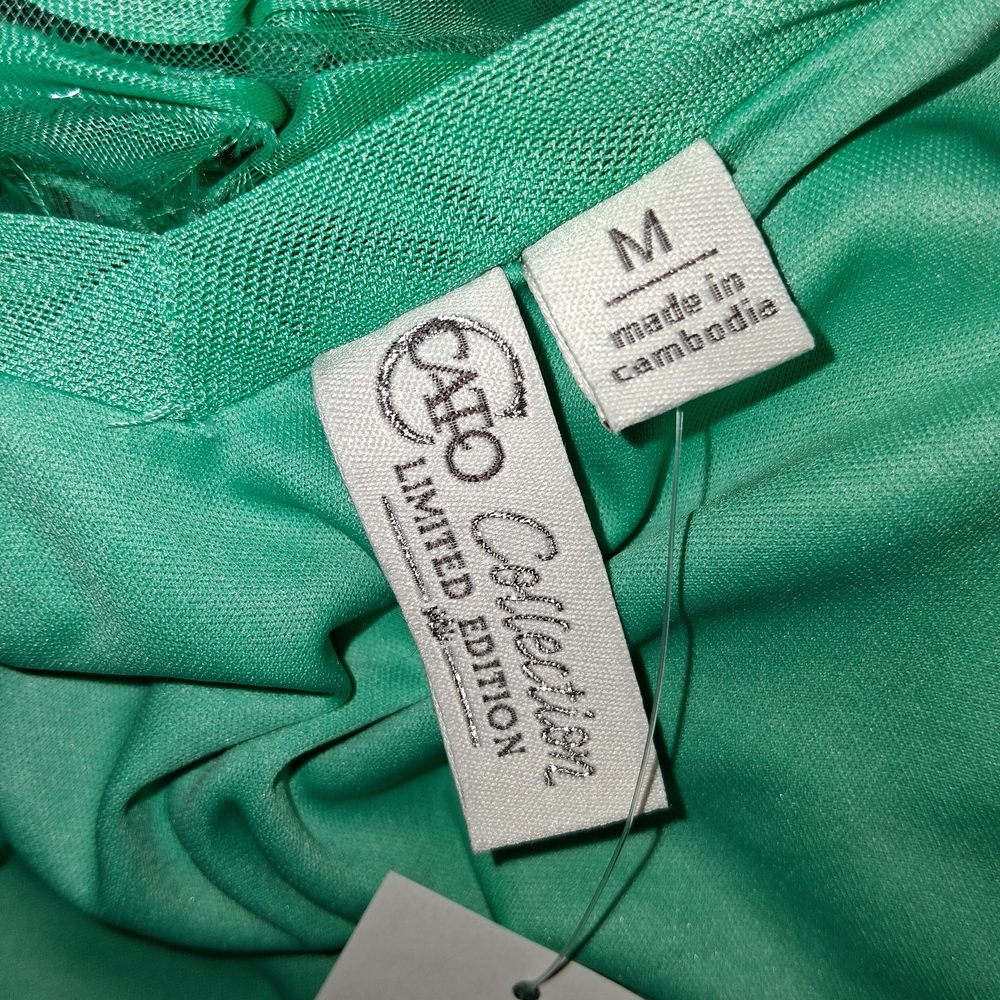 CATO Collection
LIMITED EDITION
M
made in
cambodia